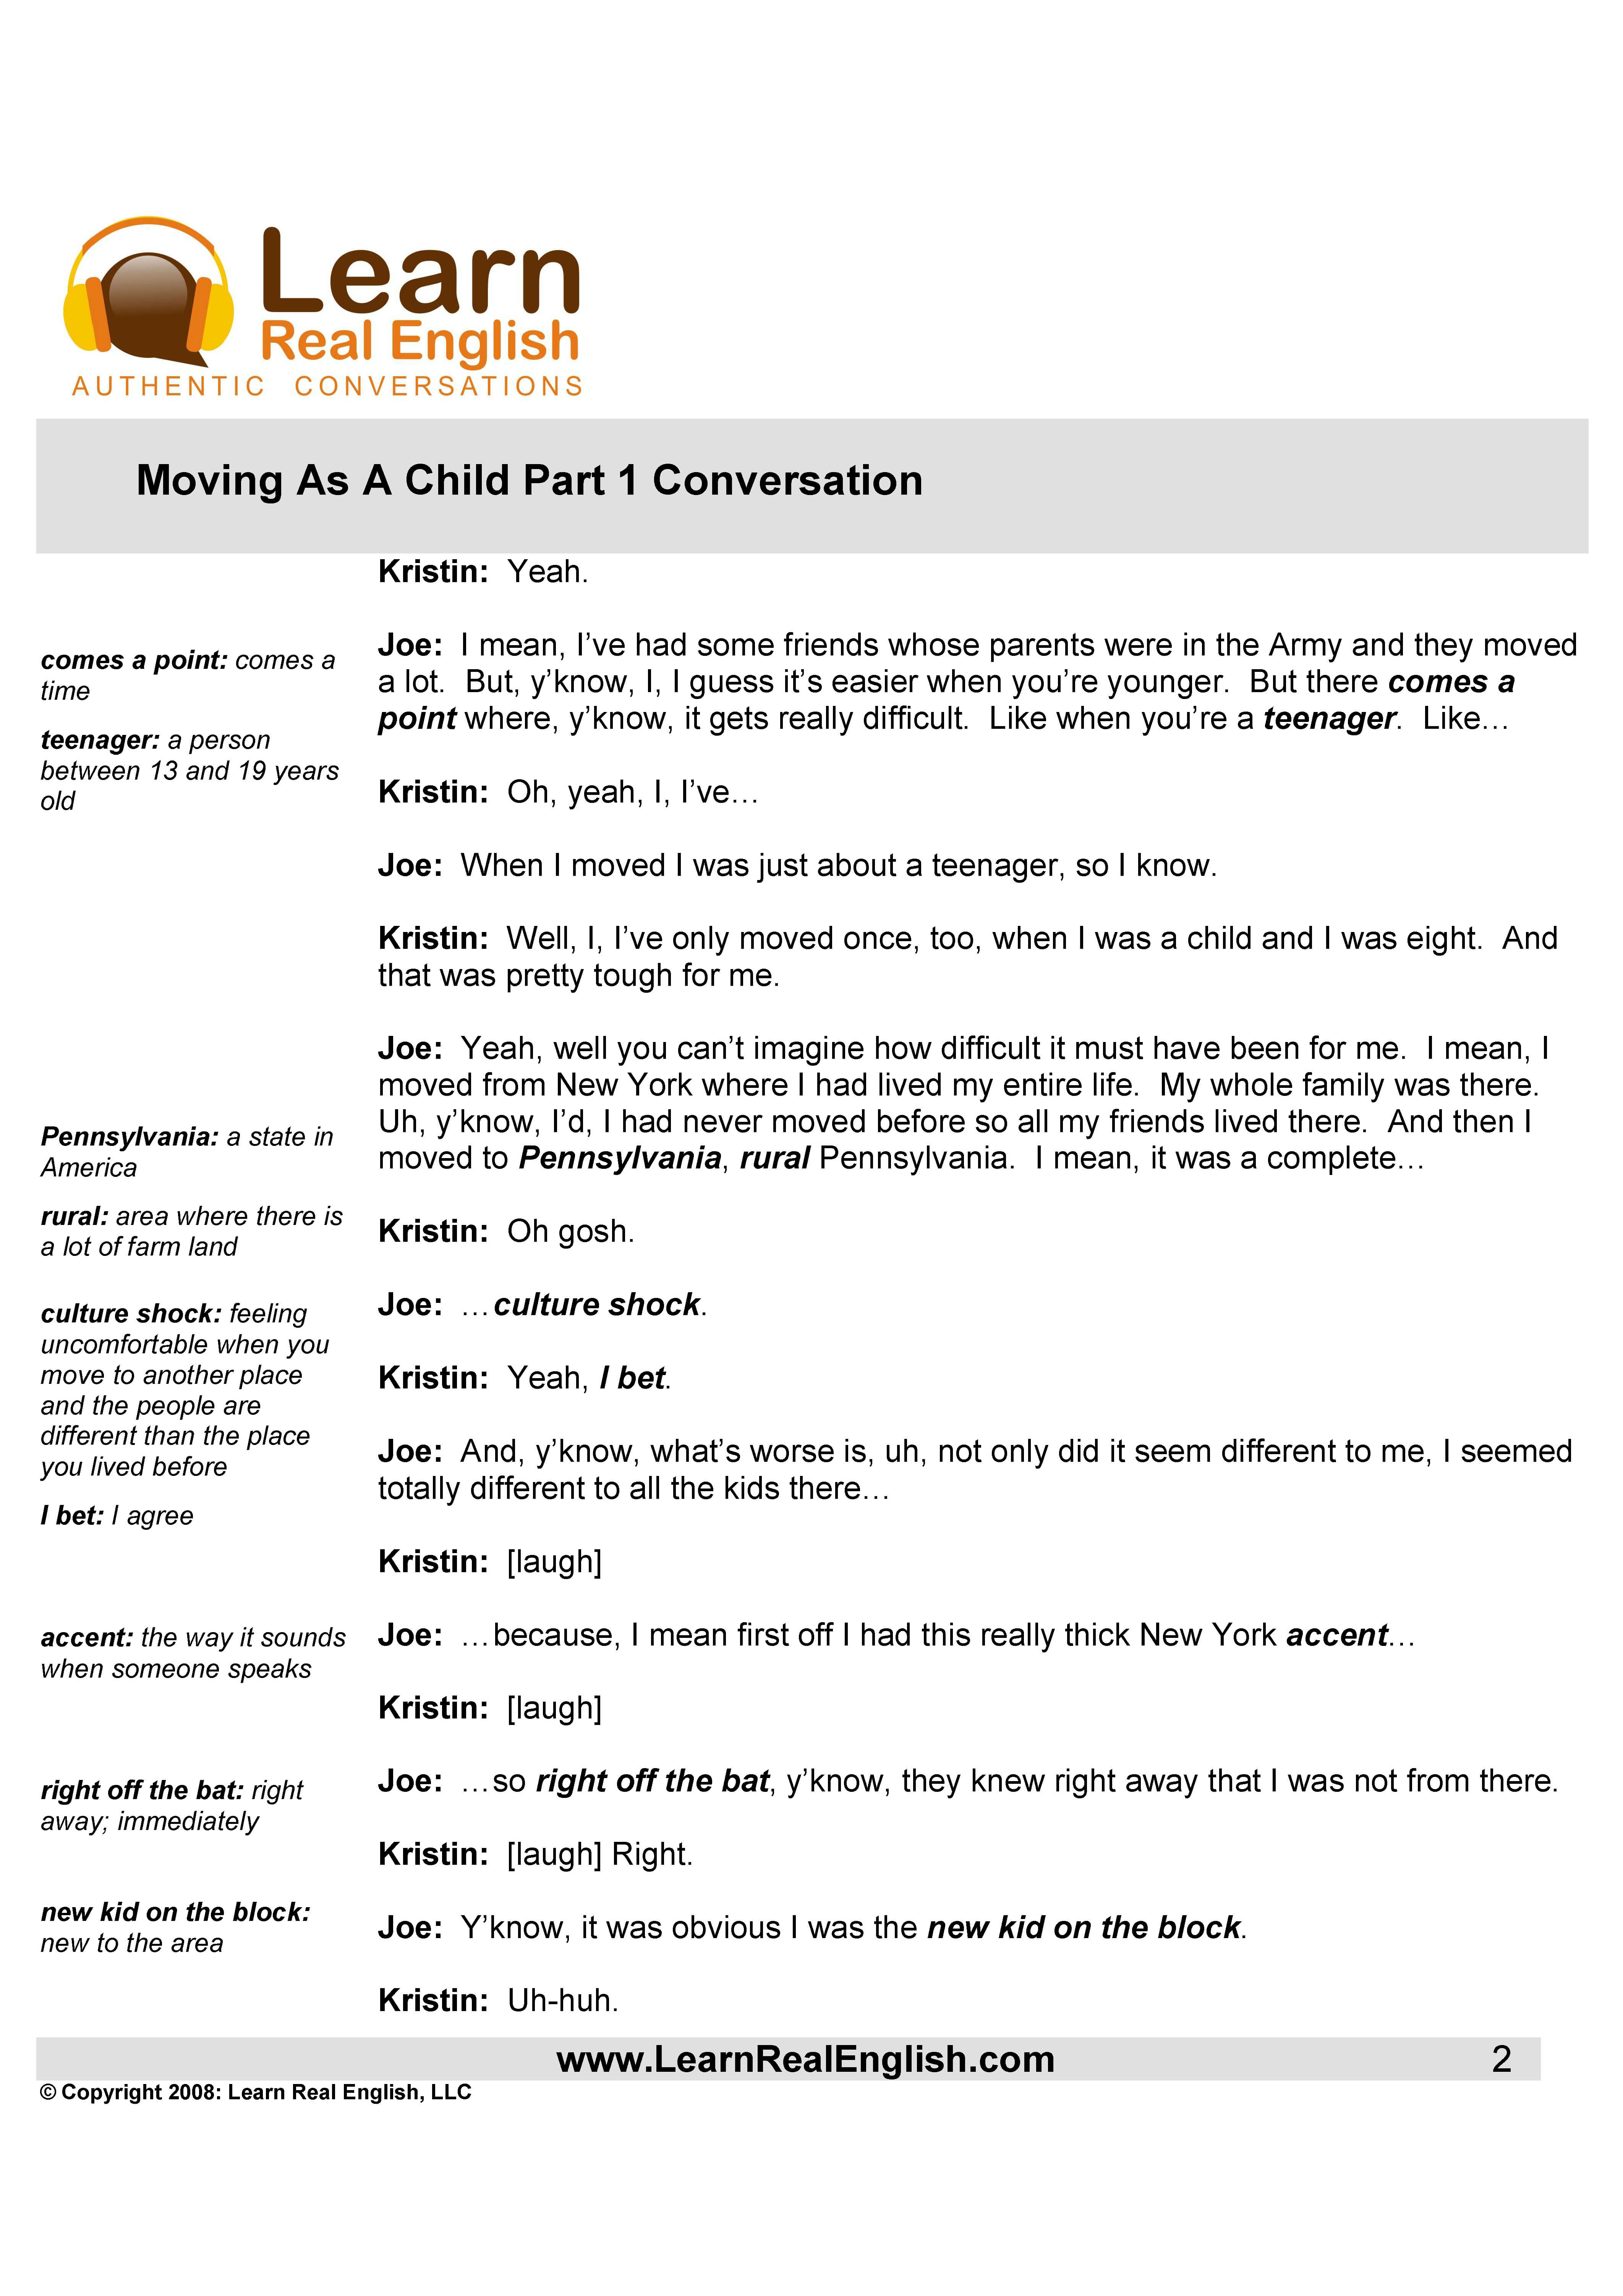 Learn
Real English
AUTHENTIC CONVERSATIONS
Moving As A Child Part 1 Conversation
Kristin: Yeah.
comes a point: comes a
time
teenager: a person
between 13 and 19 years
old
Joe: I mean, I’ve had some friends whose parents were in the Army and they moved
a lot. But, y’know, I, I guess it’s easier when you’re younger. But there comes a
point where, y’know, it gets really difficult. Like when you’re a teenager. Like…
Kristin: Oh, yeah, I, I’ve…
Joe: When I moved I was just about a teenager, so I know.
Kristin: Well, I, I’ve only moved once, too, when I was a child and I was eight. And
that was pretty tough for me.
Joe: Yeah, well you can’t imagine how difficult it must have been for me. I mean, I
moved from New York where I had lived my entire life. My whole family was there.
Uh, y’know, I’d, I had never moved before so all my friends lived there. And then I
moved to Pennsylvania, rural Pennsylvania. I mean, it was a complete…
Pennsylvania: a state in
America
rural: area where there is
a lot of farm land
Kristin: Oh gosh.
culture shock: feeling
uncomfortable when you
move to another place
and the people are
different than the place
you lived before
Joe: …culture shock.
Kristin: Yeah, I bet.
I bet: I agree
Joe: And, y’know, what’s worse is, uh, not only did it seem different to me, I seemed
totally different to all the kids there…
Kristin: [laugh]
accent: the way it sounds
when someone speaks
Joe: …because, I mean first off I had this really thick New York accent…
Kristin: [laugh]
right off the bat: right
away; immediately
Joe: …so right off the bat, y’know, they knew right away that I was not from there.
Kristin: [laugh] Right.
new kid on the block:
new to the area
Joe: Y’know, it was obvious I was the new kid on the block.
Kristin: Uh-huh.
www.LearnRealEnglish.com 2
© Copyright 2008: Learn Real English, LLC